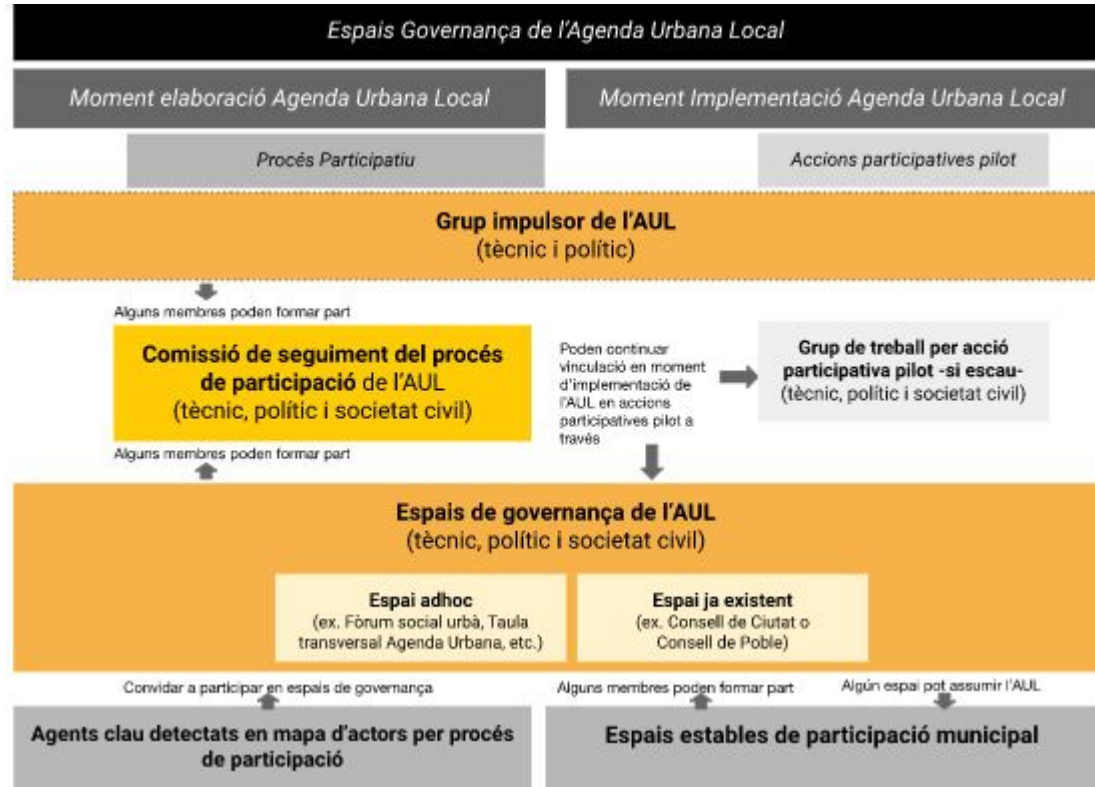 Espais Governança de l'Agenda Urbana Local
Moment elaboració Agenda Urbana Local
Moment Implementació Agenda Urbana Local
Procés Participatiu
Accions participatives pilot
Grup impulsor de l'AUL
(tècnic i polític)
Alguns membres poden formar part
Comissió de seguiment del procés
de participació de l'AUL
(tècnic, polític i societat civil)
Poden continuar
vinculació en moment
d'implementació de
l'AUL en accions
participatives pilot a
través
Grup de treball per acció
participativa pilot -si escau-
(tècnic, polític i societat civil)
Alguns membres poden formar part
Espais de governança de l'AUL
(tècnic, polític i societat civil)
Espai adhoc
(ex. Fòrum social urbà, Taula
transversal Agenda Urbana, etc.)
Espai ja existent
(ex. Consell de Ciutat o
Consell de Poble)
Convidar a participar en espais de governança
Alguns membres poden formar part
Algún espai pot assumir l'AUL
Agents clau detectats en mapa d'actors per procés
de participació
Espais estables de participació municipal